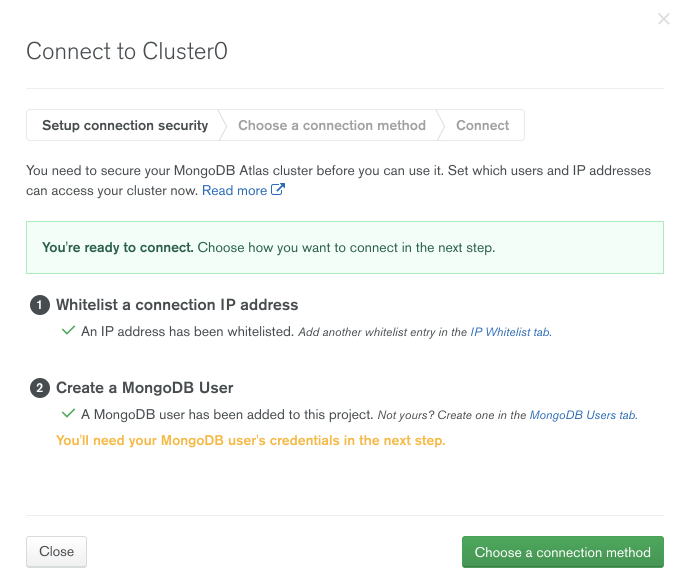 Connect to Cluster0
Setup connection security
Choose a connection method
Connect
You need to secure your MongoDB Atlas cluster before you can use it. Set which users and IP addresses
can access your cluster now. Read more
You're ready to connect. Choose how you want to connect in the next step.
1 Whitelist a connection IP address
An IP address has been whitelisted. Add another whitelist entry in the IP Whitelist tab.
2 Create a MongoDB User
A MongoDB user has been added to this project. Not yours? Create one in the MongoDB Users tab.
You'll need your MongoDB user's credentials in the next step.
Close
Choose a connection method